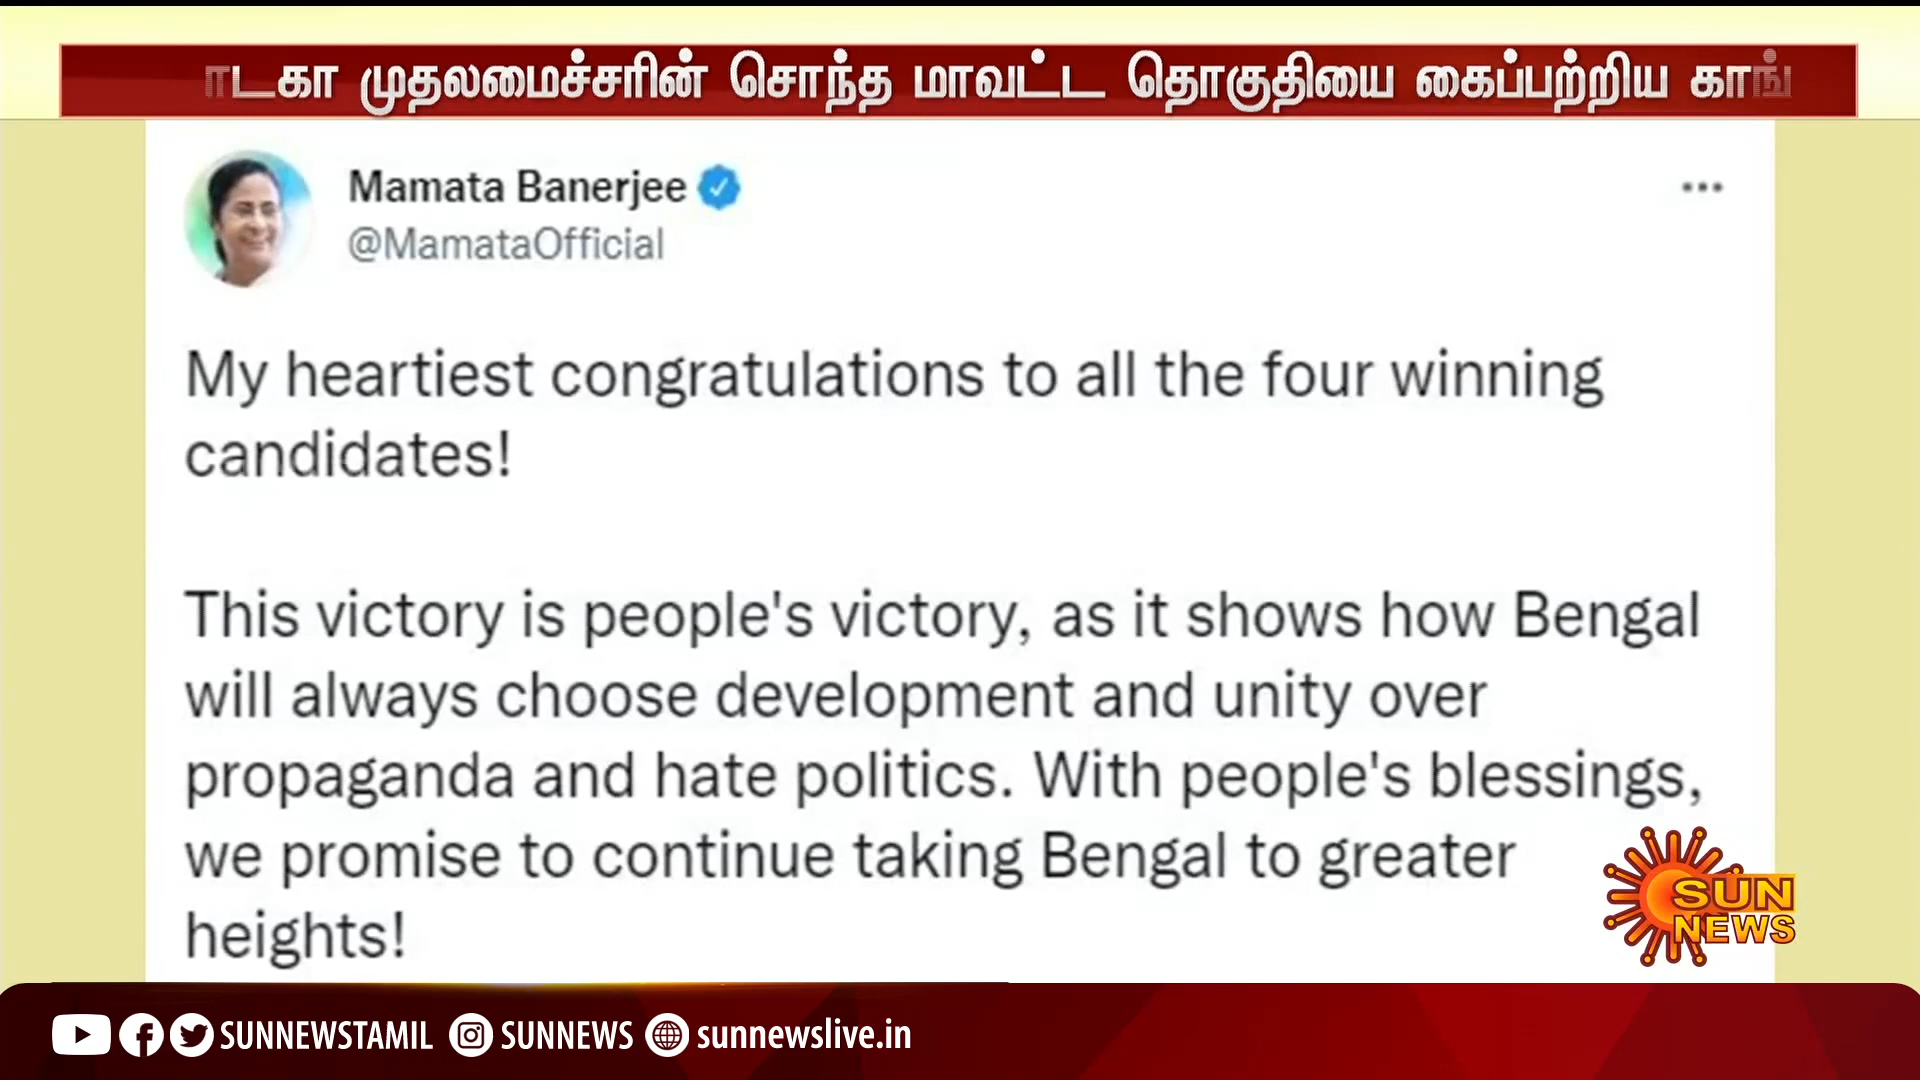 முதலமைச்சரின் சொந்த மாவட்ட தொகுதியை கைப்பற்றிய
Mamata Banerjee
@MamataOfficial
My heartiest congratulations to all the four winning
candidates!
This victory is people's victory, as it shows how Bengal
will always choose development and unity over
propaganda and hate politics. With people's blessings,
we promise to continue taking Bengal to greater
heights!
SUN
NEWS
SUNNEWSTAMIL SUNNEWS sunnewslive.in